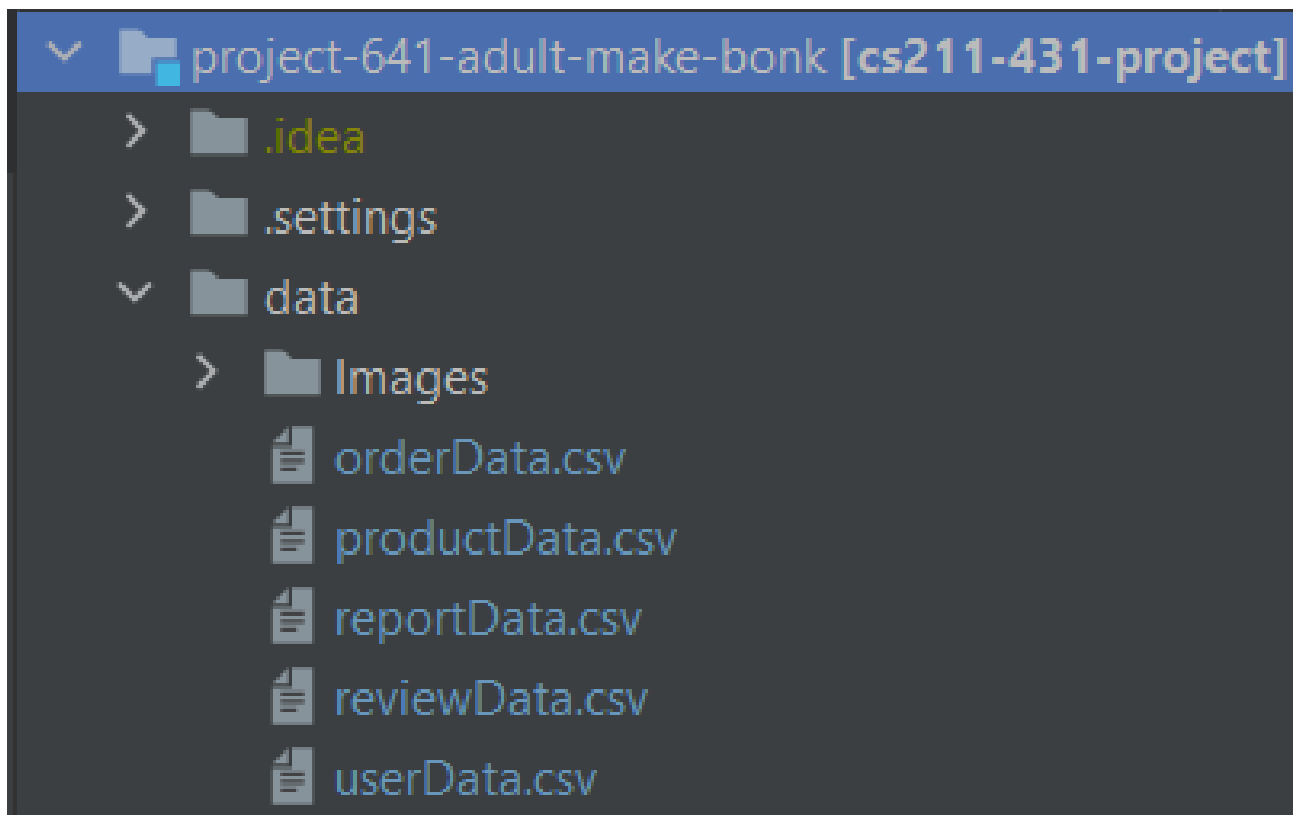 project-641-adult-make-bonk [cs211-431-project]
.idea
.settings
data
Images
orderData.csv
productData.csv
reportData.csv
reviewData.csv
userData.csv